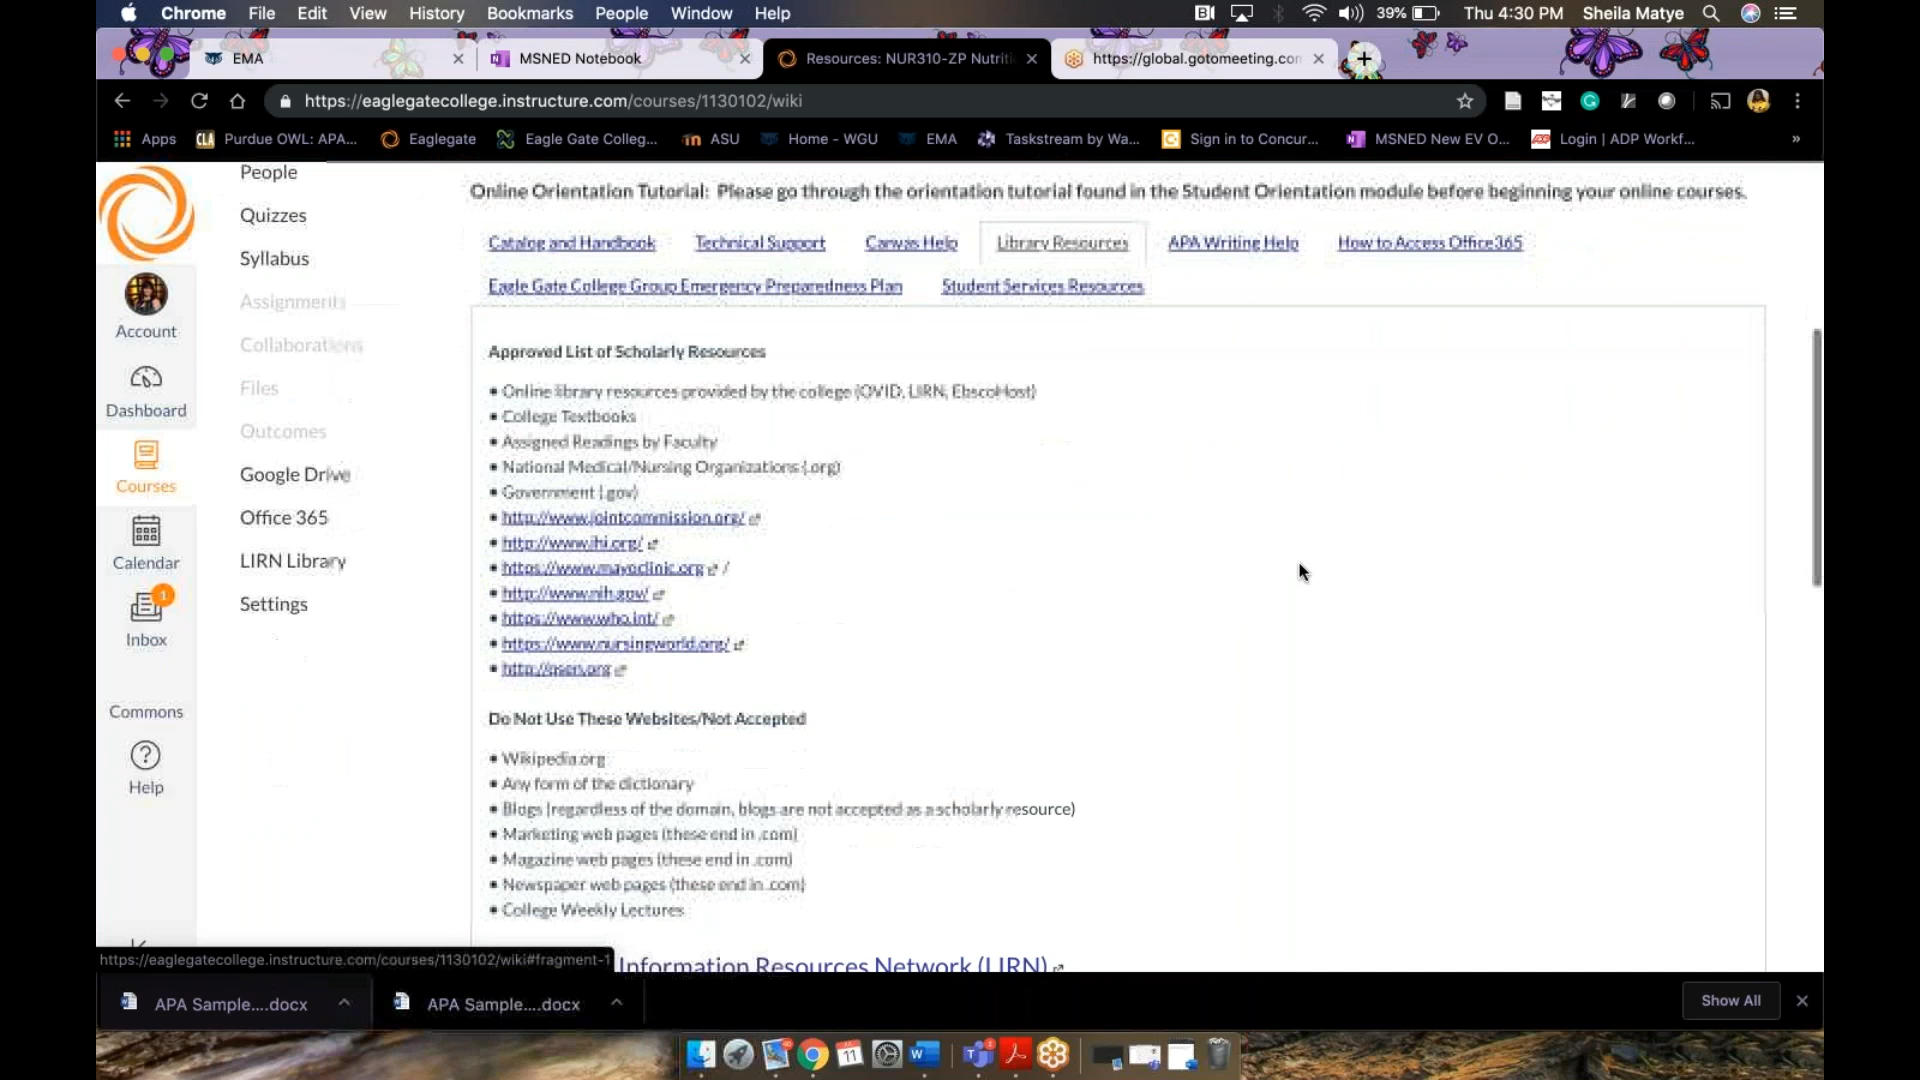 Chrome File Edit View History Bookmarks People Window Help 39% Thu 4:30 PM Sheila Matye
EMA MSNED Notebook Resources: NUR310-ZP Nutriti https://global.gotomeeting.con
https://eaglegatecollege.instructure.com/courses/1130102/wiki
Apps Purdue OWL: APA... Eaglegate Eagle Gate Colleg... ASU Home - WGU EMA Taskstream by Wa... Sign in to Concur... MSNED New EV O... Login | ADP Workf... »
People
Quizzes
Syllabus
Assignments
Collaborations
Files
Outcomes
Google Drive
Office 365
LIRN Library
Settings
Account
Dashboard
Courses
Calendar
1
Inbox
Commons
Help
Online Orientation Tutorial: Please go through the orientation tutorial found in the Student Orientation module before beginning your online courses.
Catalog and Handbook Technical Support Canvas Help Library Resources APA Writing Help How to Access Office365
Eagle Gate College Group Emergency Preparedness Plan Student Services Resources
Approved List of Scholarly Resources
• Online library resources provided by the college (OVID, LIRN, EbscoHost)
• College Textbooks
• Assigned Readings by Faculty
• National Medical/Nursing Organizations (.org)
• Government (.gov)
• http://www.jointcommission.org/
• http://www.ihi.org/
• https://www.mayoclinic.org /
• http://www.nih.gov/
• https://www.who.int/
• https://www.nursingworld.org/
• http://qsen.org
Do Not Use These Websites/Not Accepted
• Wikipedia.org
• Any form of the dictionary
• Blogs (regardless of the domain, blogs are not accepted as a scholarly resource)
• Marketing web pages (these end in .com)
• Magazine web pages (these end in .com)
• Newspaper web pages (these end in .com)
• College Weekly Lectures
Information Resources Network (LIRN)
https://eaglegatecollege.instructure.com/courses/1130102/wiki#fragment-1
APA Sample....docx APA Sample....docx Show All